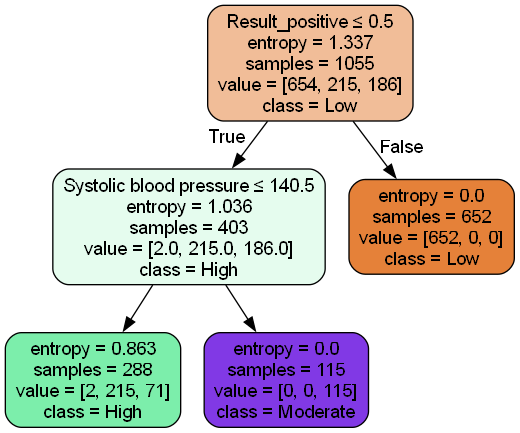 Result_positive ≤ 0.5
entropy = 1.337
samples = 1055
value = [654, 215, 186]
class = Low
True
False
Systolic blood pressure ≤ 140.5
entropy = 1.036
samples = 403
value = [2.0, 215.0, 186.0]
class = High
entropy = 0.0
samples = 652
value = [652, 0, 0]
class = Low
entropy = 0.863
samples = 288
value = [2, 215, 71]
class = High
entropy = 0.0
samples = 115
value = [0, 0, 115]
class = Moderate